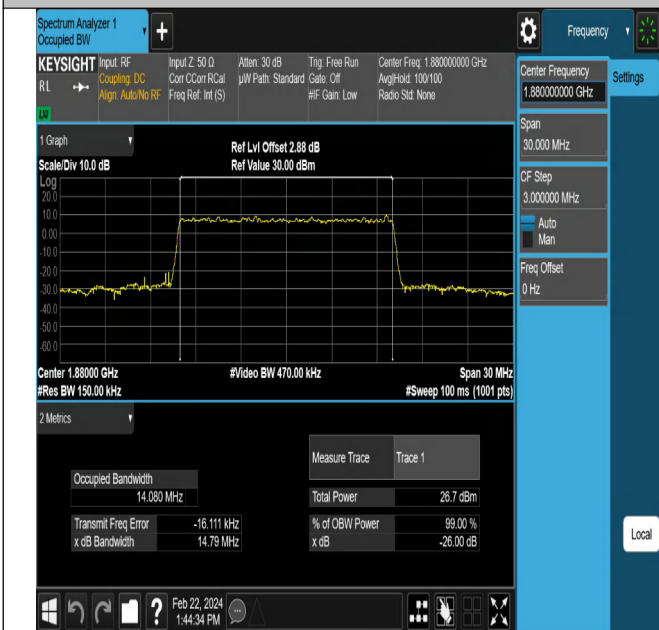 Spectrum Analyzer 1
Occupied BW
+
Frequency
KEYSIGHT
Input: RF
Coupling: DC
Align: Auto/No RF
Input Z: 50 Ω
Corr CCorr RCal
Freq Ref: Int (S)
Atten: 30 dB
µW Path: Standard
Trig: Free Run
Gate: Off
#IF Gain: Low
Center Freq: 1.880000000 GHz
Avg|Hold: 100/100
Radio Std: None
RL
LXI
1 Graph
Scale/Div 10.0 dB
Ref Lvl Offset 2.88 dB
Ref Value 30.00 dBm
Log
20.0
10.0
0.00
-10.0
-20.0
-30.0
-40.0
-50.0
-60.0
Center 1.88000 GHz
#Video BW 470.00 kHz
Span 30 MHz
#Res BW 150.00 kHz
#Sweep 100 ms (1001 pts)
2 Metrics
Measure Trace
Trace 1
Occupied Bandwidth
14.080 MHz
Total Power
26.7 dBm
Transmit Freq Error
-16.111 kHz
% of OBW Power
99.00 %
x dB Bandwidth
14.79 MHz
x dB
-26.00 dB
Center Frequency
1.880000000 GHz
Settings
Span
30.000 MHz
CF Step
3.000000 MHz
Auto
Man
Freq Offset
0 Hz
Local
?
Feb 22, 2024
1:44:34 PM